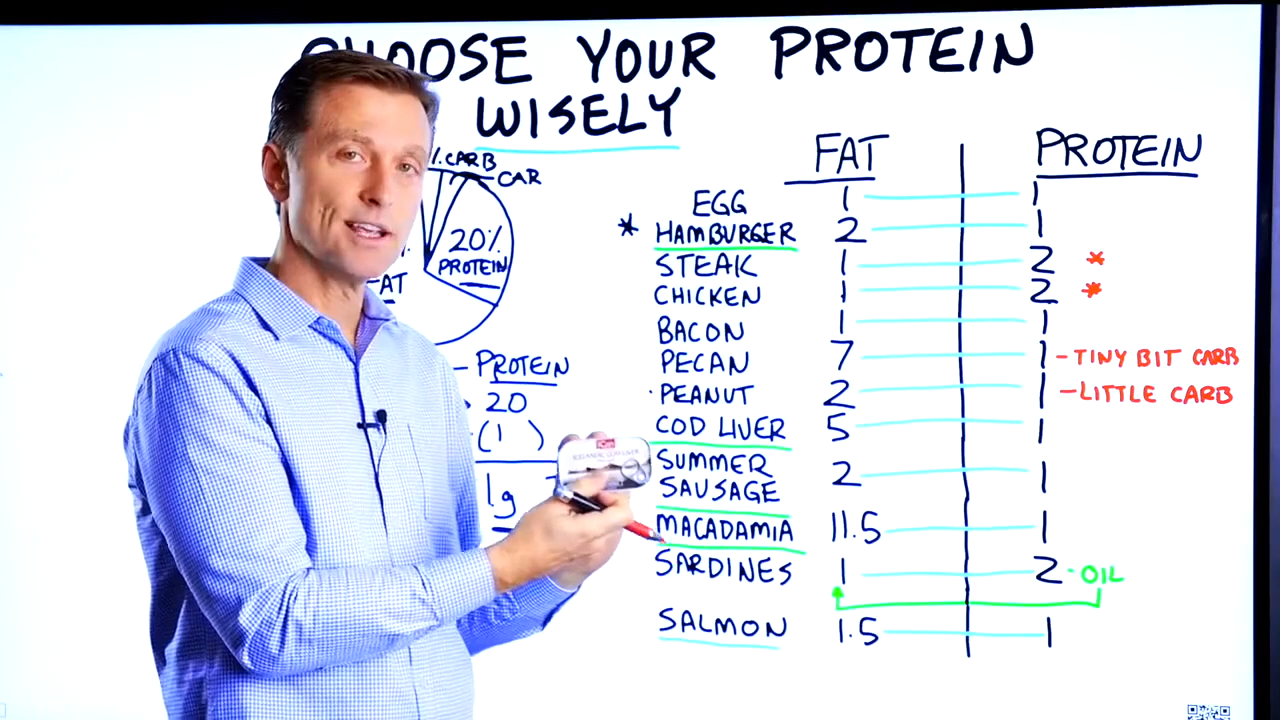 CHOOSE YOUR PROTEIN
WISELY
% CARB
CAR
20%
PROTEIN
FAT
- PROTEIN
20
(1 )
1g
FAT | PROTEIN
EGG 1 1
* HAMBURGER 2 1
STEAK 1 2 *
CHICKEN 1 2 *
BACON 1 1
PECAN 7 1 - TINY BIT CARB
PEANUT 2 1 - LITTLE CARB
COD LIVER 5 1
SUMMER
SAUSAGE 2 1
MACADAMIA 11.5 1
SARDINES 1 2 · OIL
SALMON 1.5 1